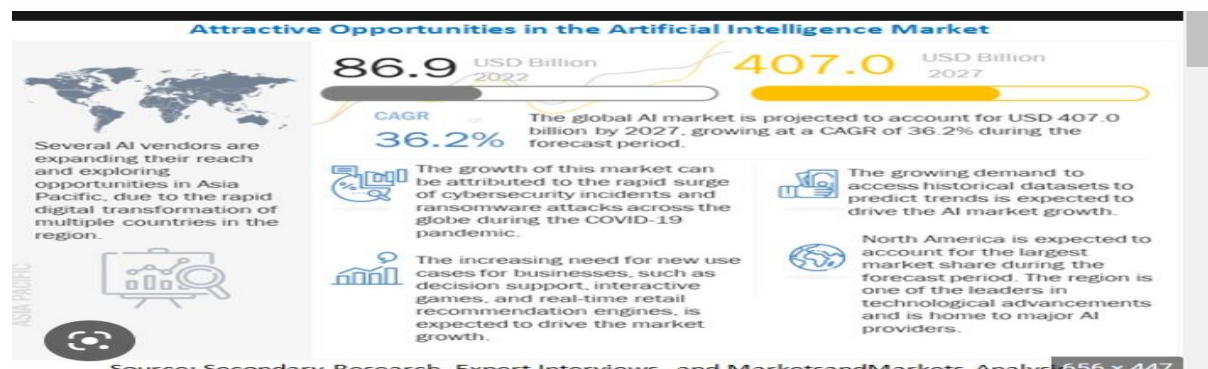 Attractive Opportunities in the Artificial Intelligence Market
86.9 USD Billion
2022
407.0 USD Billion
2027
CAGR
36.2%
The global AI market is projected to account for USD 407.0
billion by 2027, growing at a CAGR of 36.2% during the
forecast period.
Several AI vendors are
expanding their reach
and exploring
opportunities in Asia
Pacific, due to the rapid
digital transformation of
multiple countries in the
region.
ASIA PACIFIC
The growth of this market can
be attributed to the rapid surge
of cybersecurity incidents and
ransomware attacks across the
globe during the COVID-19
pandemic.
The increasing need for new use
cases for businesses, such as
decision support, interactive
games, and real-time retail
recommendation engines, is
expected to drive the market
growth.
The growing demand to
access historical datasets to
predict trends is expected to
drive the AI market growth.
North America is expected to
account for the largest
market share during the
forecast period. The region is
one of the leaders in
technological advancements
and is home to major AI
providers.
Source: Secondary Research, Expert Interviews, and MarketsandMarkets Analysis
656 × 447